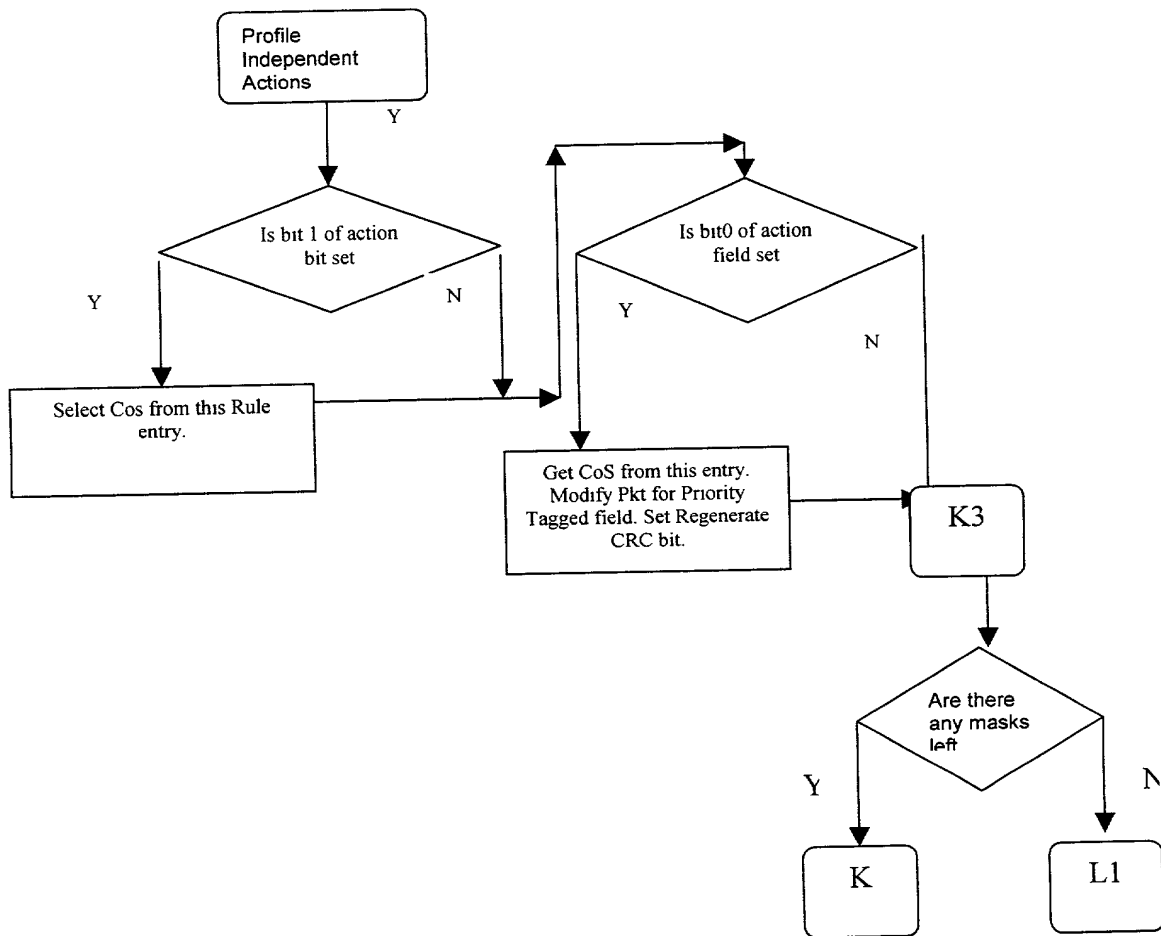 Profile
Independent
Actions
Y
Is bit 1 of action
bit set
Is bit0 of action
field set
Y
N
Y
N
Select Cos from this Rule
entry.
Get CoS from this entry.
Modify Pkt for Priority
Tagged field. Set Regenerate
CRC bit.
K3
Are there
any masks
left
Y
N
K
L1